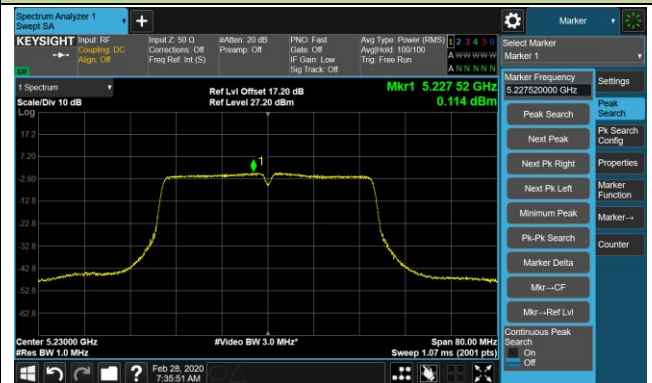 Spectrum Analyzer 1
Swept SA
Marker
KEYSIGHT
Input: RF
Coupling: DC
Align: Off
Input Z: 50 Ω
Corrections: Off
Freq Ref: Int (S)
#Atten: 20 dB
Preamp: Off
PNO: Fast
Gate: Off
IF Gain: Low
Sig Track: Off
Avg Type: Power (RMS)
Avg|Hold: 100/100
Trig: Free Run
1 2 3 4 5 6
A W W W W W
A N N N N N
LXI
Select Marker
Marker 1
1 Spectrum
Scale/Div 10 dB
Log
Ref Lvl Offset 17.20 dB
Ref Level 27.20 dBm
Mkr1 5.227 52 GHz
0.114 dBm
17.2
7.20
-2.80
-12.8
-22.8
-32.8
-42.8
-52.8
-62.8
1
Center 5.23000 GHz
#Res BW 1.0 MHz
#Video BW 3.0 MHz*
Span 80.00 MHz
Sweep 1.07 ms (2001 pts)
Marker Frequency
5.227520000 GHz
Peak Search
Next Peak
Next Pk Right
Next Pk Left
Minimum Peak
Pk-Pk Search
Marker Delta
Mkr→CF
Mkr→Ref Lvl
Continuous Peak
Search
On
Off
Settings
Peak
Search
Pk Search
Config
Properties
Marker
Function
Marker→
Counter
?
Feb 28, 2020
7:35:51 AM